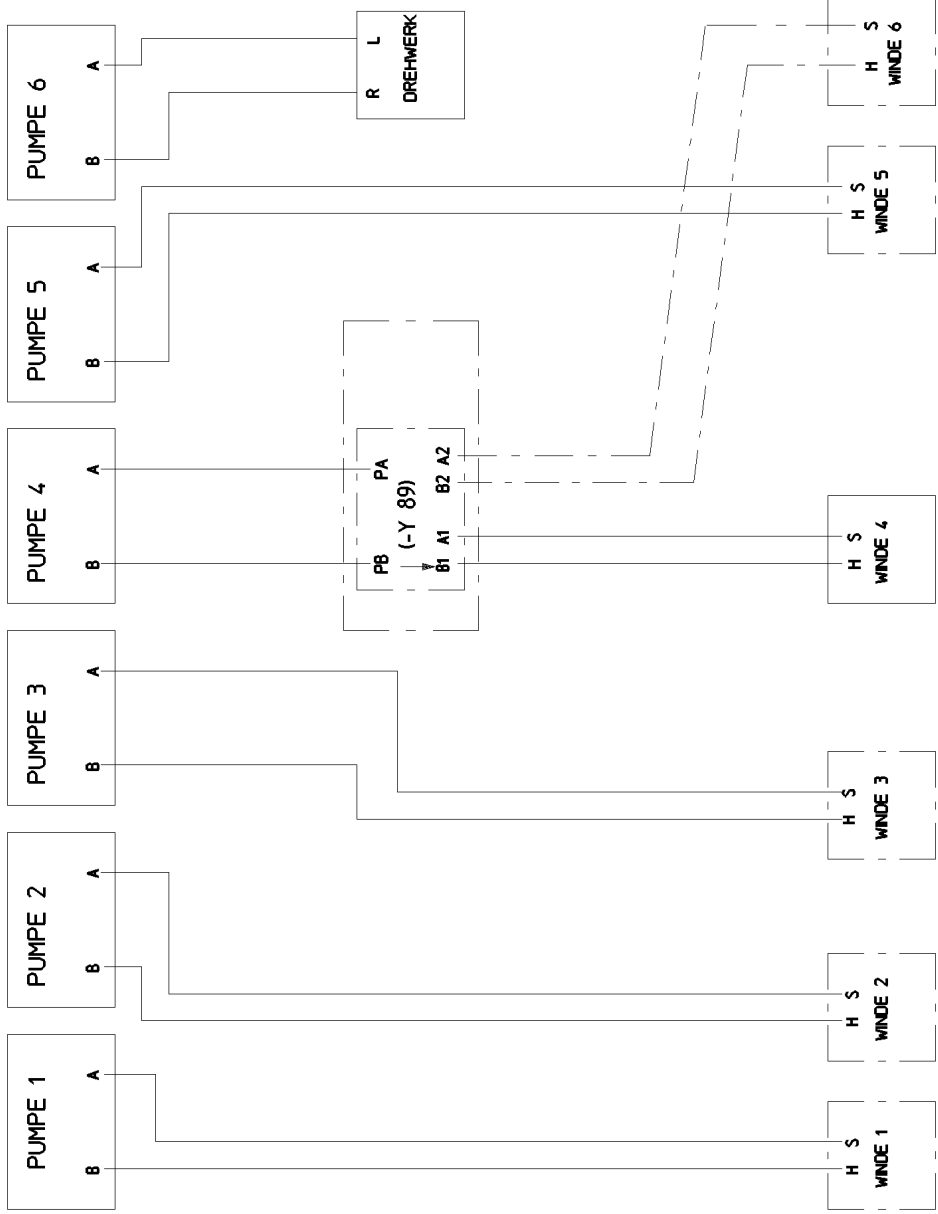 PUMPE 1
B A
PUMPE 2
B A
PUMPE 3
B A
PUMPE 4
B A
PUMPE 5
B A
PUMPE 6
B A
PB PA
(-Y 89)
B1 A1 B2 A2
R L
DREHWERK
H S
WINDE 1
H S
WINDE 2
H S
WINDE 3
H S
WINDE 4
H S
WINDE 5
H S
WINDE 6